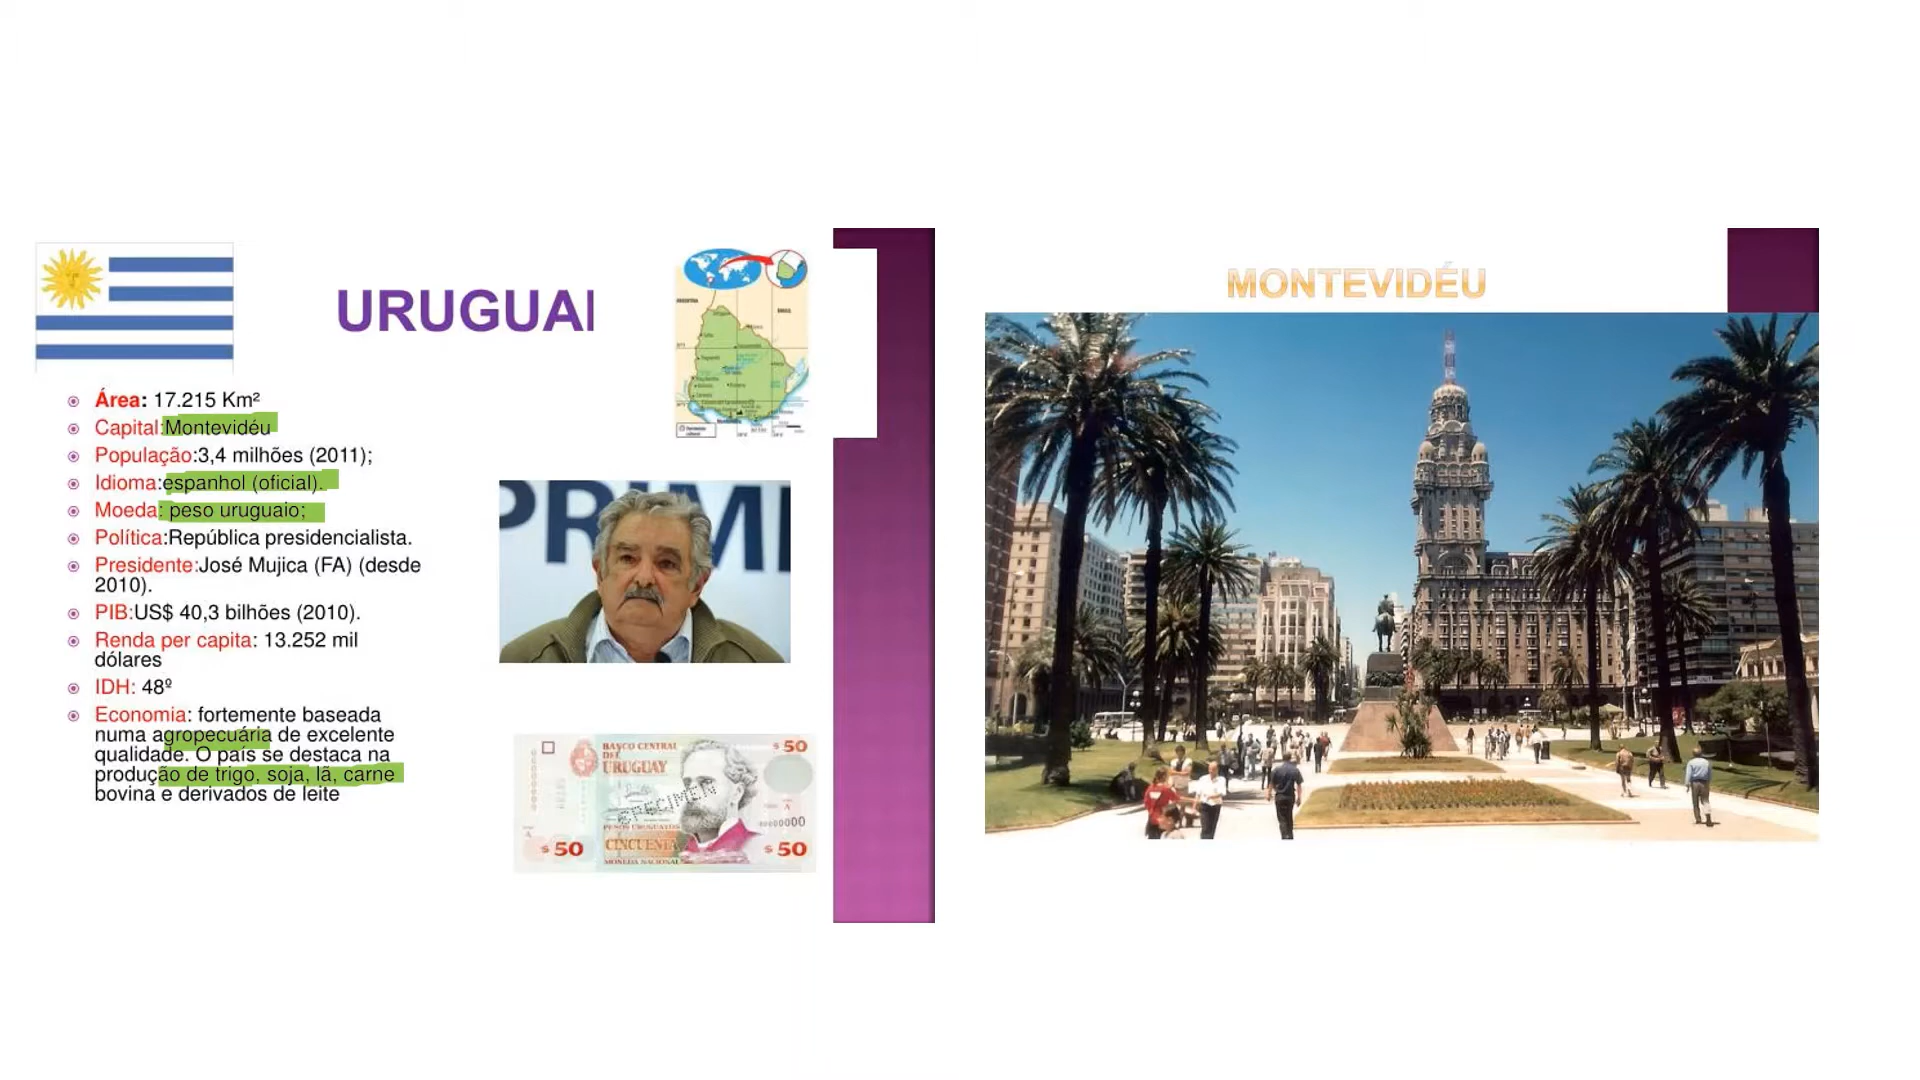 URUGUAI
Área: 17.215 Km²
Capital:Montevidéu
População:3,4 milhões (2011);
Idioma:espanhol (oficial).
Moeda: peso uruguaio;
Política:República presidencialista.
Presidente:José Mujica (FA) (desde
2010).
PIB:US$ 40,3 bilhões (2010).
Renda per capita: 13.252 mil
dólares
IDH: 48º
Economia: fortemente baseada
numa agropecuária de excelente
qualidade. O país se destaca na
produção de trigo, soja, lã, carne
bovina e derivados de leite
PRIM
BANCO CENTRAL
DEL
URUGUAY
$ 50
SPECIMEN
PESOS URUGUAYOS
CINCUENTA
MONEDA NACIONAL
$ 50
$ 50
MONTEVIDÉU